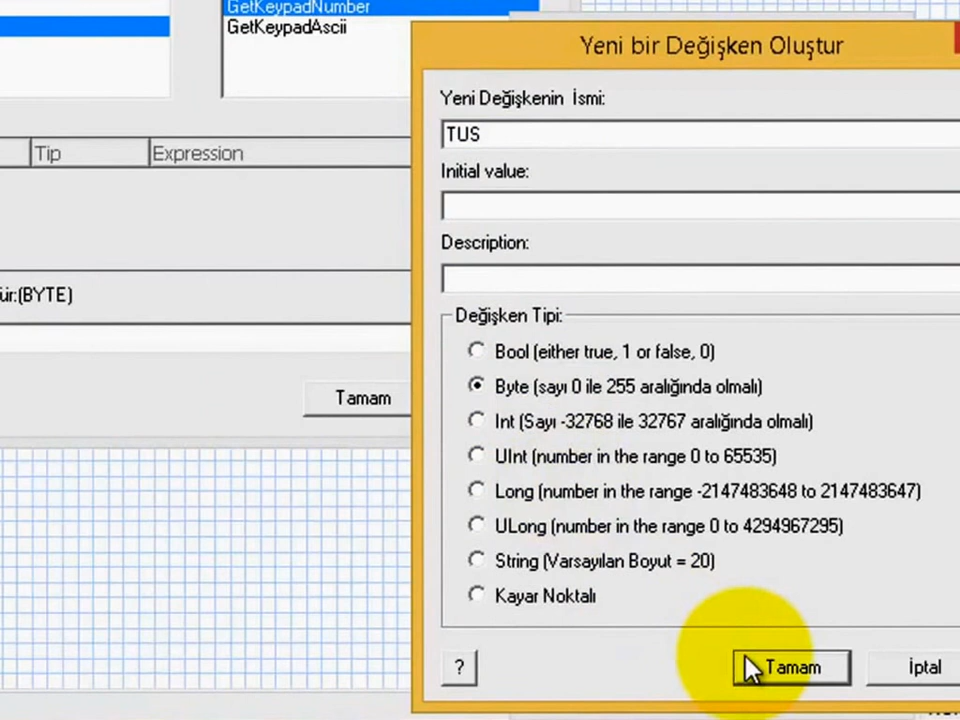 GetKeypadNumber
GetKeypadAscii
Tip
Expression
ür:(BYTE)
Tamam
Yeni bir Değişken Oluştur
Yeni Değişkenin İsmi:
TUS
Initial value:
Description:
Değişken Tipi:
Bool (either true, 1 or false, 0)
Byte (sayı 0 ile 255 aralığında olmalı)
Int (Sayı -32768 ile 32767 aralığında olmalı)
UInt (number in the range 0 to 65535)
Long (number in the range -2147483648 to 2147483647)
ULong (number in the range 0 to 4294967295)
String (Varsayılan Boyut = 20)
Kayar Noktalı
?
Tamam
İptal